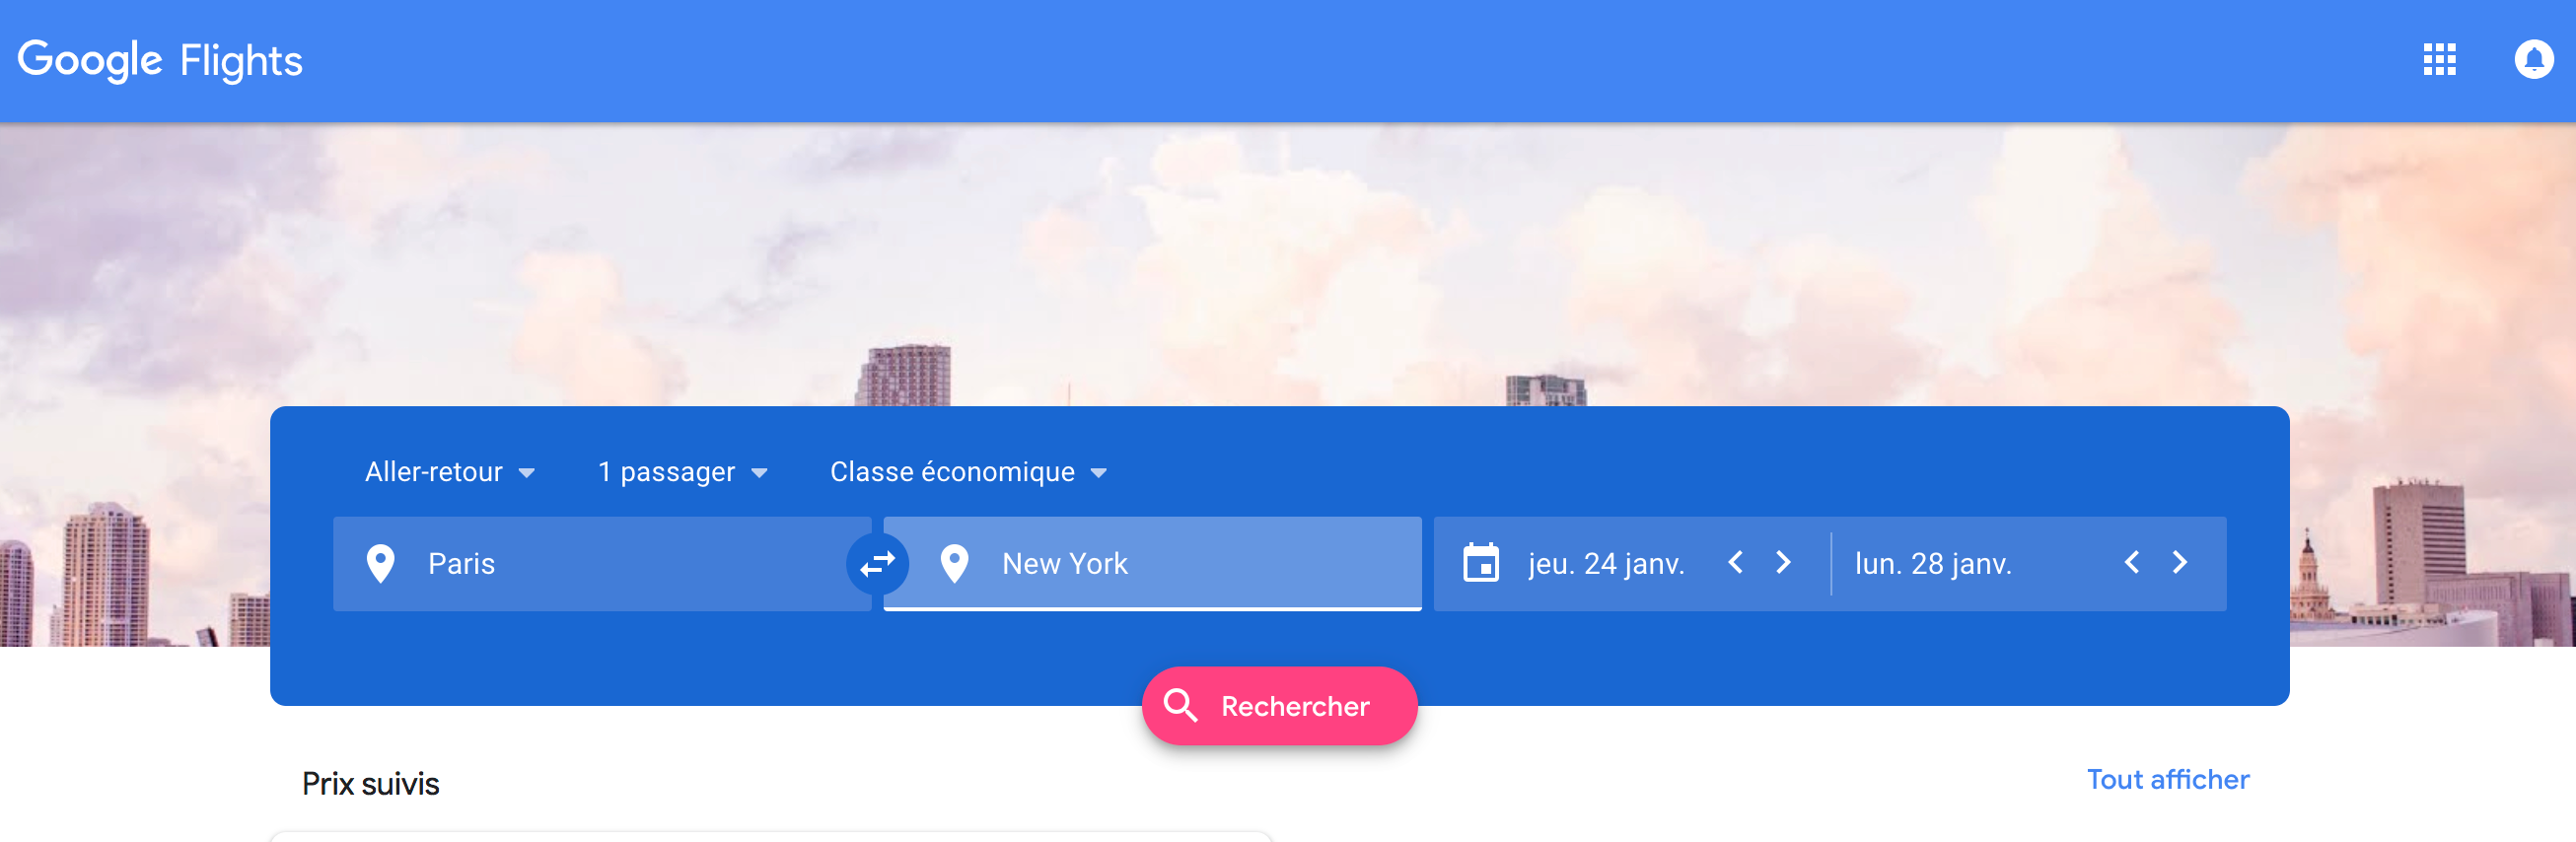 Google Flights
Aller-retour 1 passager Classe économique
Paris New York jeu. 24 janv. lun. 28 janv.
Rechercher
Prix suivis Tout afficher